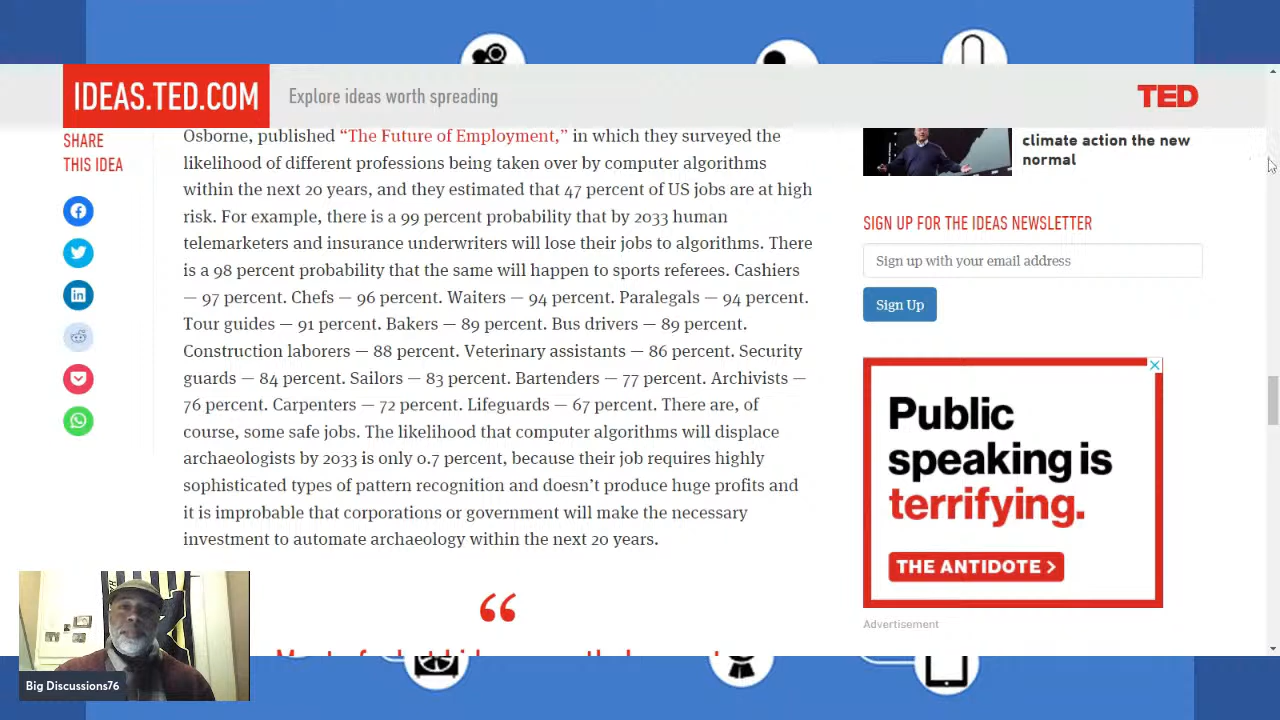 IDEAS.TED.COM
Explore ideas worth spreading
TED
SHARE
THIS IDEA
Osborne, published “The Future of Employment,” in which they surveyed the
likelihood of different professions being taken over by computer algorithms
within the next 20 years, and they estimated that 47 percent of US jobs are at high
risk. For example, there is a 99 percent probability that by 2033 human
telemarketers and insurance underwriters will lose their jobs to algorithms. There
is a 98 percent probability that the same will happen to sports referees. Cashiers
— 97 percent. Chefs — 96 percent. Waiters — 94 percent. Paralegals — 94 percent.
Tour guides — 91 percent. Bakers — 89 percent. Bus drivers — 89 percent.
Construction laborers — 88 percent. Veterinary assistants — 86 percent. Security
guards — 84 percent. Sailors — 83 percent. Bartenders — 77 percent. Archivists —
76 percent. Carpenters — 72 percent. Lifeguards — 67 percent. There are, of
course, some safe jobs. The likelihood that computer algorithms will displace
archaeologists by 2033 is only 0.7 percent, because their job requires highly
sophisticated types of pattern recognition and doesn’t produce huge profits and
it is improbable that corporations or government will make the necessary
investment to automate archaeology within the next 20 years.
“
climate action the new
normal
SIGN UP FOR THE IDEAS NEWSLETTER
Sign up with your email address
Sign Up
Public
speaking is
terrifying.
THE ANTIDOTE >
Advertisement
Big Discussions76